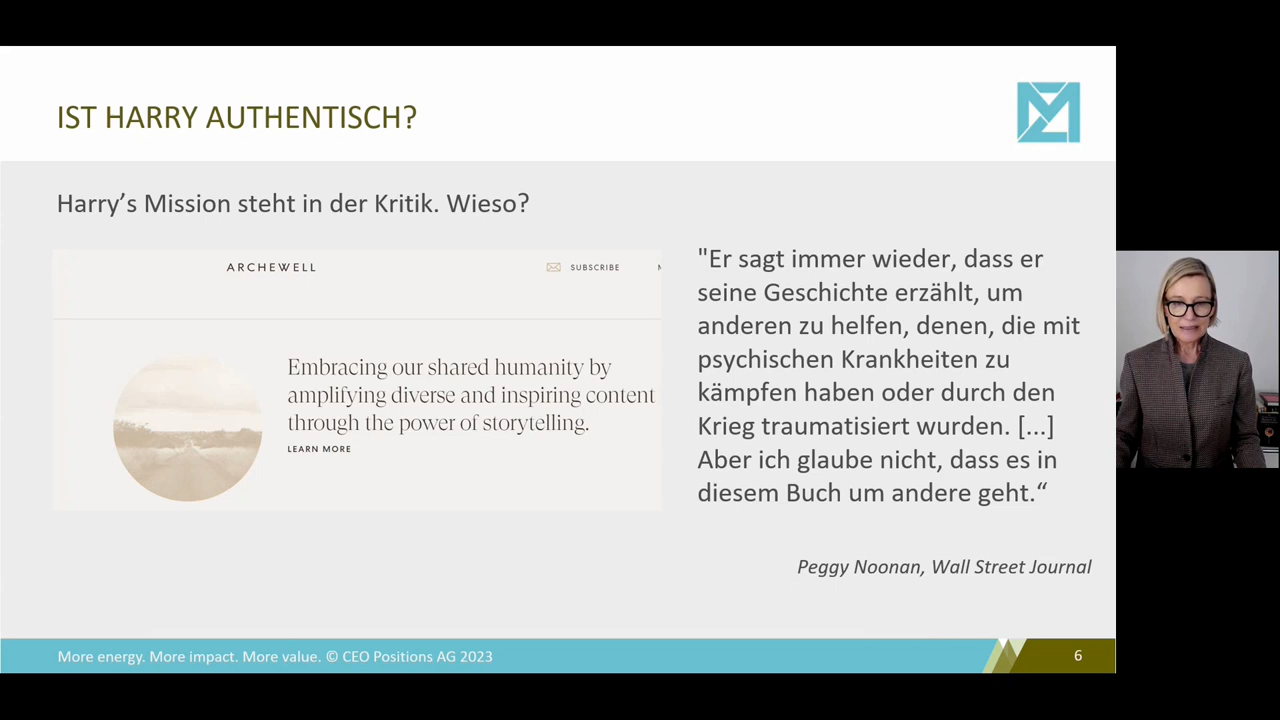 IST HARRY AUTHENTISCH?
Harry’s Mission steht in der Kritik. Wieso?
ARCHEWELL
SUBSCRIBE
Embracing our shared humanity by
amplifying diverse and inspiring content
through the power of storytelling.
LEARN MORE
"Er sagt immer wieder, dass er
seine Geschichte erzählt, um
anderen zu helfen, denen, die mit
psychischen Krankheiten zu
kämpfen haben oder durch den
Krieg traumatisiert wurden. [...]
Aber ich glaube nicht, dass es in
diesem Buch um andere geht.“
Peggy Noonan, Wall Street Journal
More energy. More impact. More value. © CEO Positions AG 2023
6